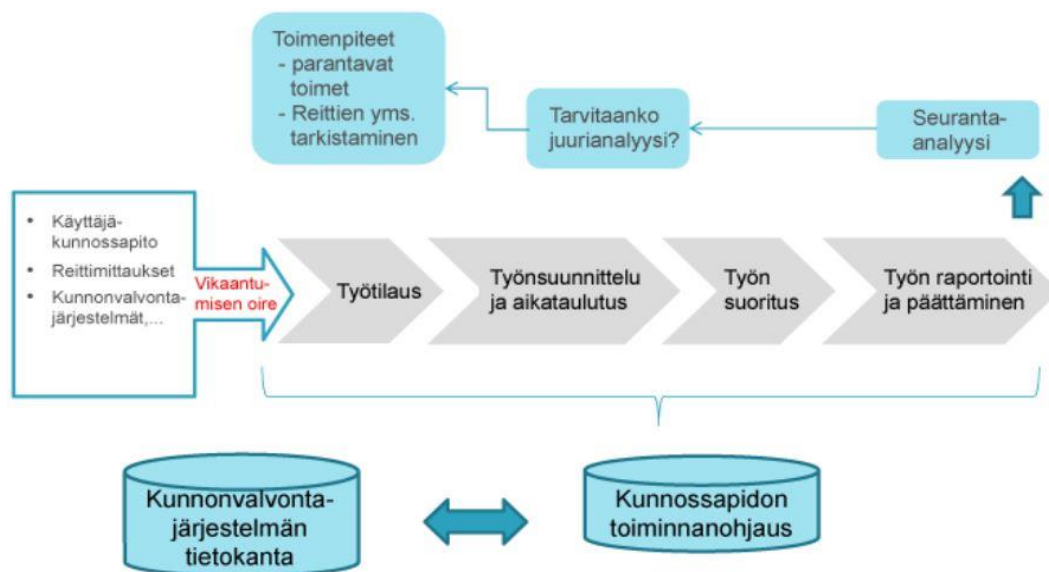 Toimenpiteet
- parantavat
toimet
- Reittien yms.
tarkistaminen
Tarvitaanko
juurianalyysi?
Seuranta-
analyysi
• Käyttäjä-
kunnossapito
• Reittimittaukset
• Kunnonvalvonta-
järjestelmät,...
Vikaantu-
misen oire
Työtilaus
Työnsuunnittelu
ja aikataulutus
Työn
suoritus
Työn raportointi
ja päättäminen
Kunnonvalvonta-
järjestelmän
tietokanta
Kunnossapidon
toiminnanohjaus